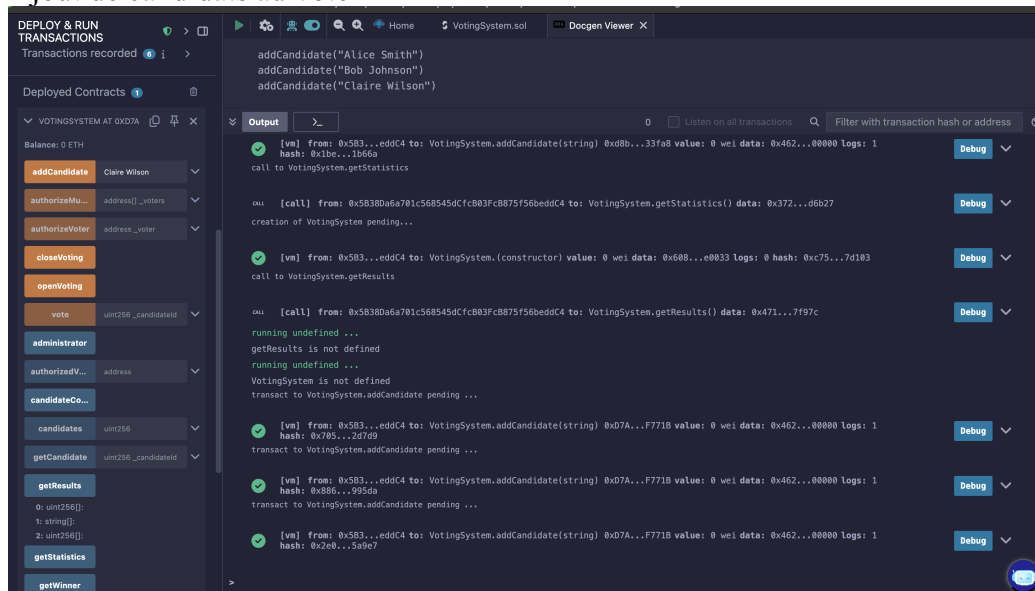 DEPLOY & RUN
TRANSACTIONS
Transactions recorded 6 i
Deployed Contracts 1
VOTINGSYSTEM AT 0XD7A
Balance: 0 ETH
addCandidate Claire Wilson
authorizeMu... address[] _voters
authorizeVoter address _voter
closeVoting
openVoting
vote uint256 _candidateId
administrator
authorizedV... address
candidateCo...
candidates uint256
getCandidate uint256 _candidateId
getResults
0: uint256[]:
1: string[]:
2: uint256[]:
getStatistics
getWinner
Home VotingSystem.sol Docgen Viewer
addCandidate("Alice Smith")
addCandidate("Bob Johnson")
addCandidate("Claire Wilson")
Output >_ 0 Listen on all transactions Filter with transaction hash or address
[vm] from: 0x5B3...eddC4 to: VotingSystem.addCandidate(string) 0xd8b...33fa8 value: 0 wei data: 0x462...00000 logs: 1
hash: 0x1be...1b66a
Debug
call to VotingSystem.getStatistics
CALL [call] from: 0x5B38Da6a701c568545dCfcB03FcB875f56beddC4 to: VotingSystem.getStatistics() data: 0x372...d6b27
Debug
creation of VotingSystem pending...
[vm] from: 0x5B3...eddC4 to: VotingSystem.(constructor) value: 0 wei data: 0x608...e0033 logs: 0 hash: 0xc75...7d103
Debug
call to VotingSystem.getResults
CALL [call] from: 0x5B38Da6a701c568545dCfcB03FcB875f56beddC4 to: VotingSystem.getResults() data: 0x471...7f97c
Debug
running undefined ...
getResults is not defined
running undefined ...
VotingSystem is not defined
transact to VotingSystem.addCandidate pending ...
[vm] from: 0x5B3...eddC4 to: VotingSystem.addCandidate(string) 0xD7A...F771B value: 0 wei data: 0x462...00000 logs: 1
hash: 0x705...2d7d9
Debug
transact to VotingSystem.addCandidate pending ...
[vm] from: 0x5B3...eddC4 to: VotingSystem.addCandidate(string) 0xD7A...F771B value: 0 wei data: 0x462...00000 logs: 1
hash: 0x886...995da
Debug
transact to VotingSystem.addCandidate pending ...
[vm] from: 0x5B3...eddC4 to: VotingSystem.addCandidate(string) 0xD7A...F771B value: 0 wei data: 0x462...00000 logs: 1
hash: 0x2e0...5a9e7
Debug
>